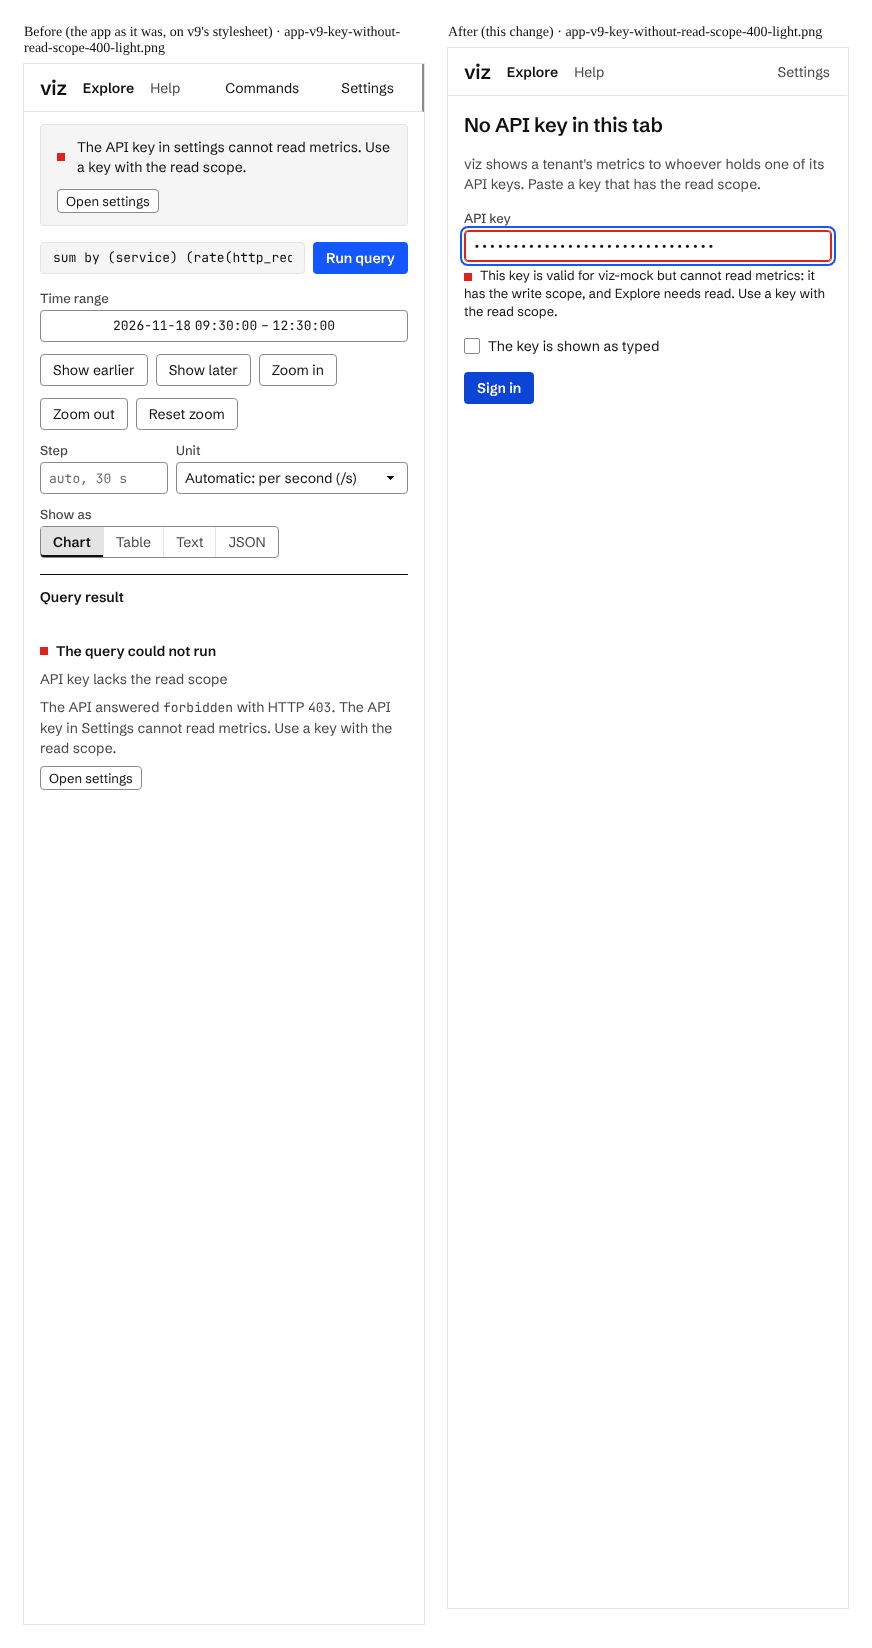 Before (the app as it was, on v9's stylesheet) · app-v9-key-without-
read-scope-400-light.png
viz Explore Help Commands Settings
The API key in settings cannot read metrics. Use
a key with the read scope.
Open settings
sum by (service) (rate(http_rec
Run query
Time range
2026-11-18 09:30:00 – 12:30:00
Show earlier Show later Zoom in
Zoom out Reset zoom
Step Unit
auto, 30 s Automatic: per second (/s)
Show as
Chart Table Text JSON
Query result
The query could not run
API key lacks the read scope
The API answered forbidden with HTTP 403. The API
key in Settings cannot read metrics. Use a key with the
read scope.
Open settings
After (this change) · app-v9-key-without-read-scope-400-light.png
viz Explore Help Settings
No API key in this tab
viz shows a tenant's metrics to whoever holds one of its
API keys. Paste a key that has the read scope.
API key
•••••••••••••••••••••••••••••••
This key is valid for viz-mock but cannot read metrics: it
has the write scope, and Explore needs read. Use a key with
the read scope.
The key is shown as typed
Sign in